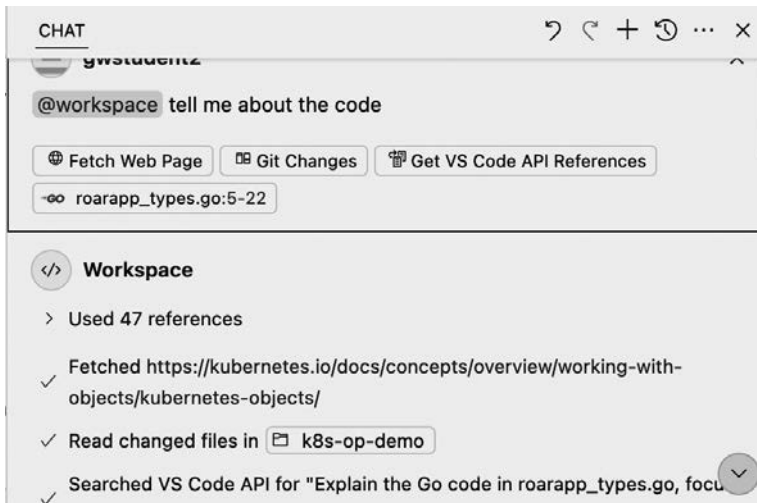 CHAT
gwstudent2
@workspace tell me about the code
Fetch Web Page Git Changes Get VS Code API References
GO roarapp_types.go:5-22
Workspace
Used 47 references
Fetched https://kubernetes.io/docs/concepts/overview/working-with-
objects/kubernetes-objects/
Read changed files in k8s-op-demo
Searched VS Code API for "Explain the Go code in roarapp_types.go, focu